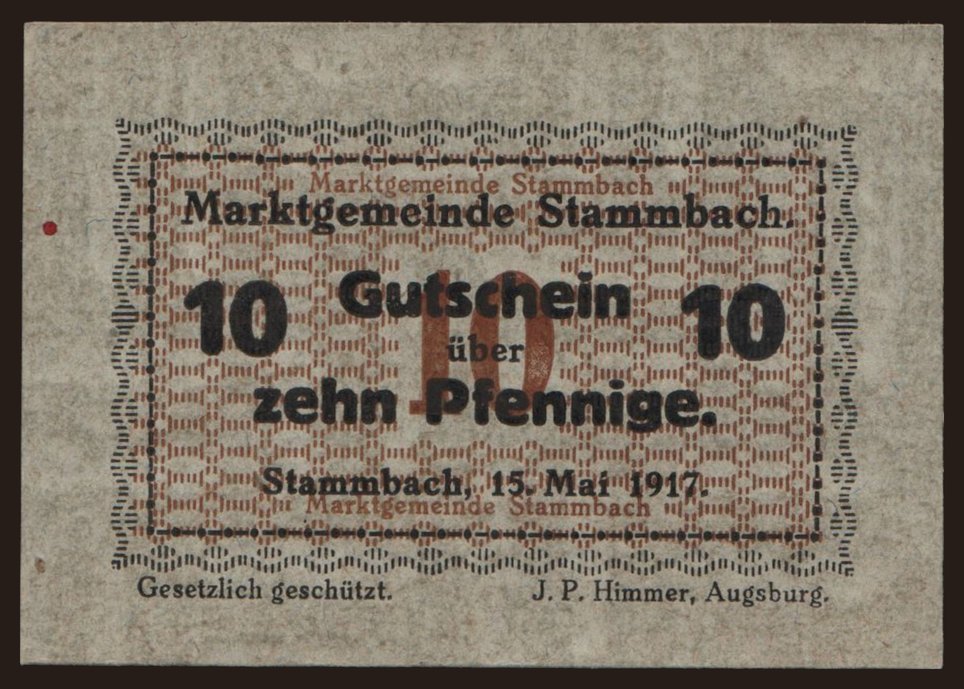 Marktgemeinde Stammbach
Marktgemeinde Stammbach.
10 Gutschein 10
10
über
zehn Pfennige.
Stammbach, 15. Mai 1917.
Marktgemeinde Stammbach
Gesetzlich geschützt. J. P. Himmer, Augsburg.